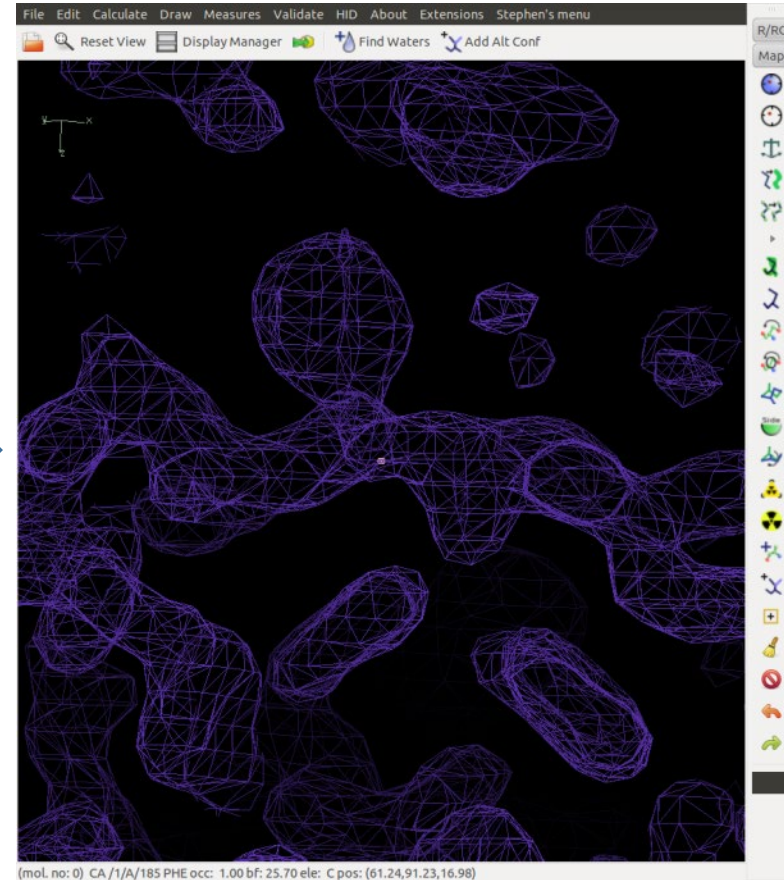 File Edit Calculate Draw Measures Validate HID About Extensions Stephen's menu
Reset View Display Manager Find Waters Add Alt Conf
R/RC
Map
x
z
Side
(mol. no: 0) CA /1/A/185 PHE occ: 1.00 bf: 25.70 ele: C pos: (61.24,91.23,16.98)